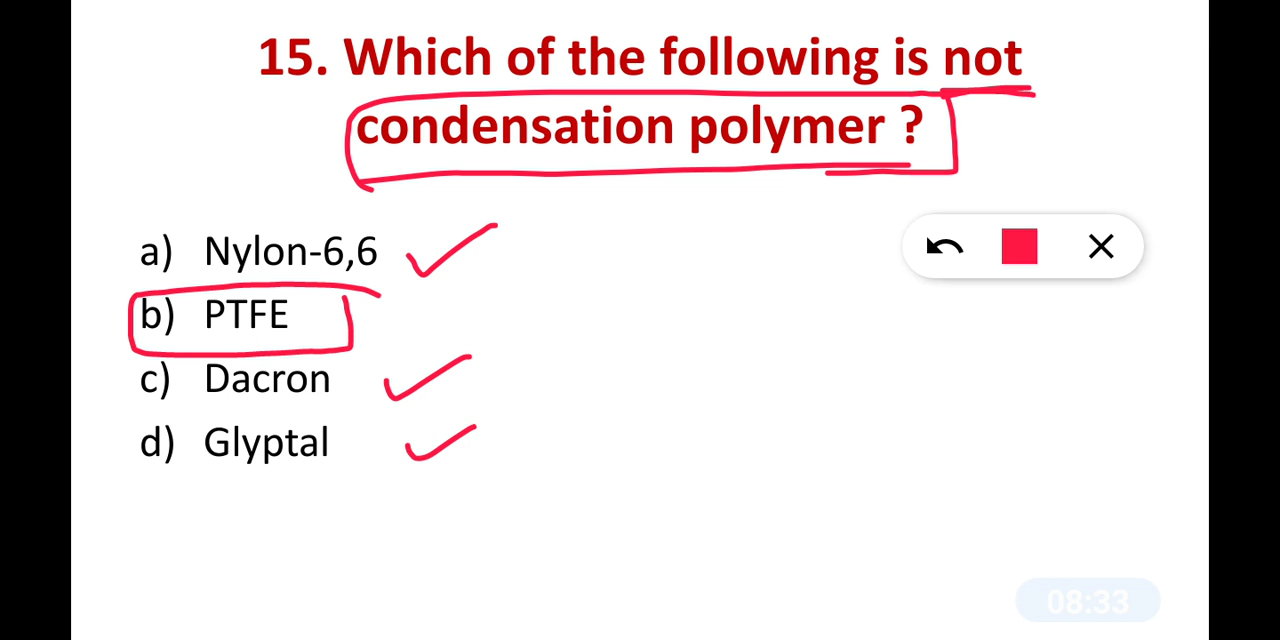 15. Which of the following is not
condensation polymer ?
a) Nylon-6,6
b) PTFE
c) Dacron
d) Glyptal
08:33